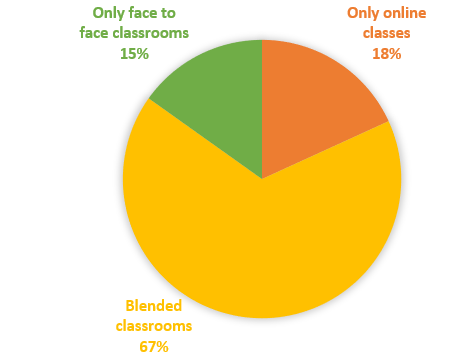 Only face to
face classrooms
15%
Only online
classes
18%
Blended
classrooms
67%